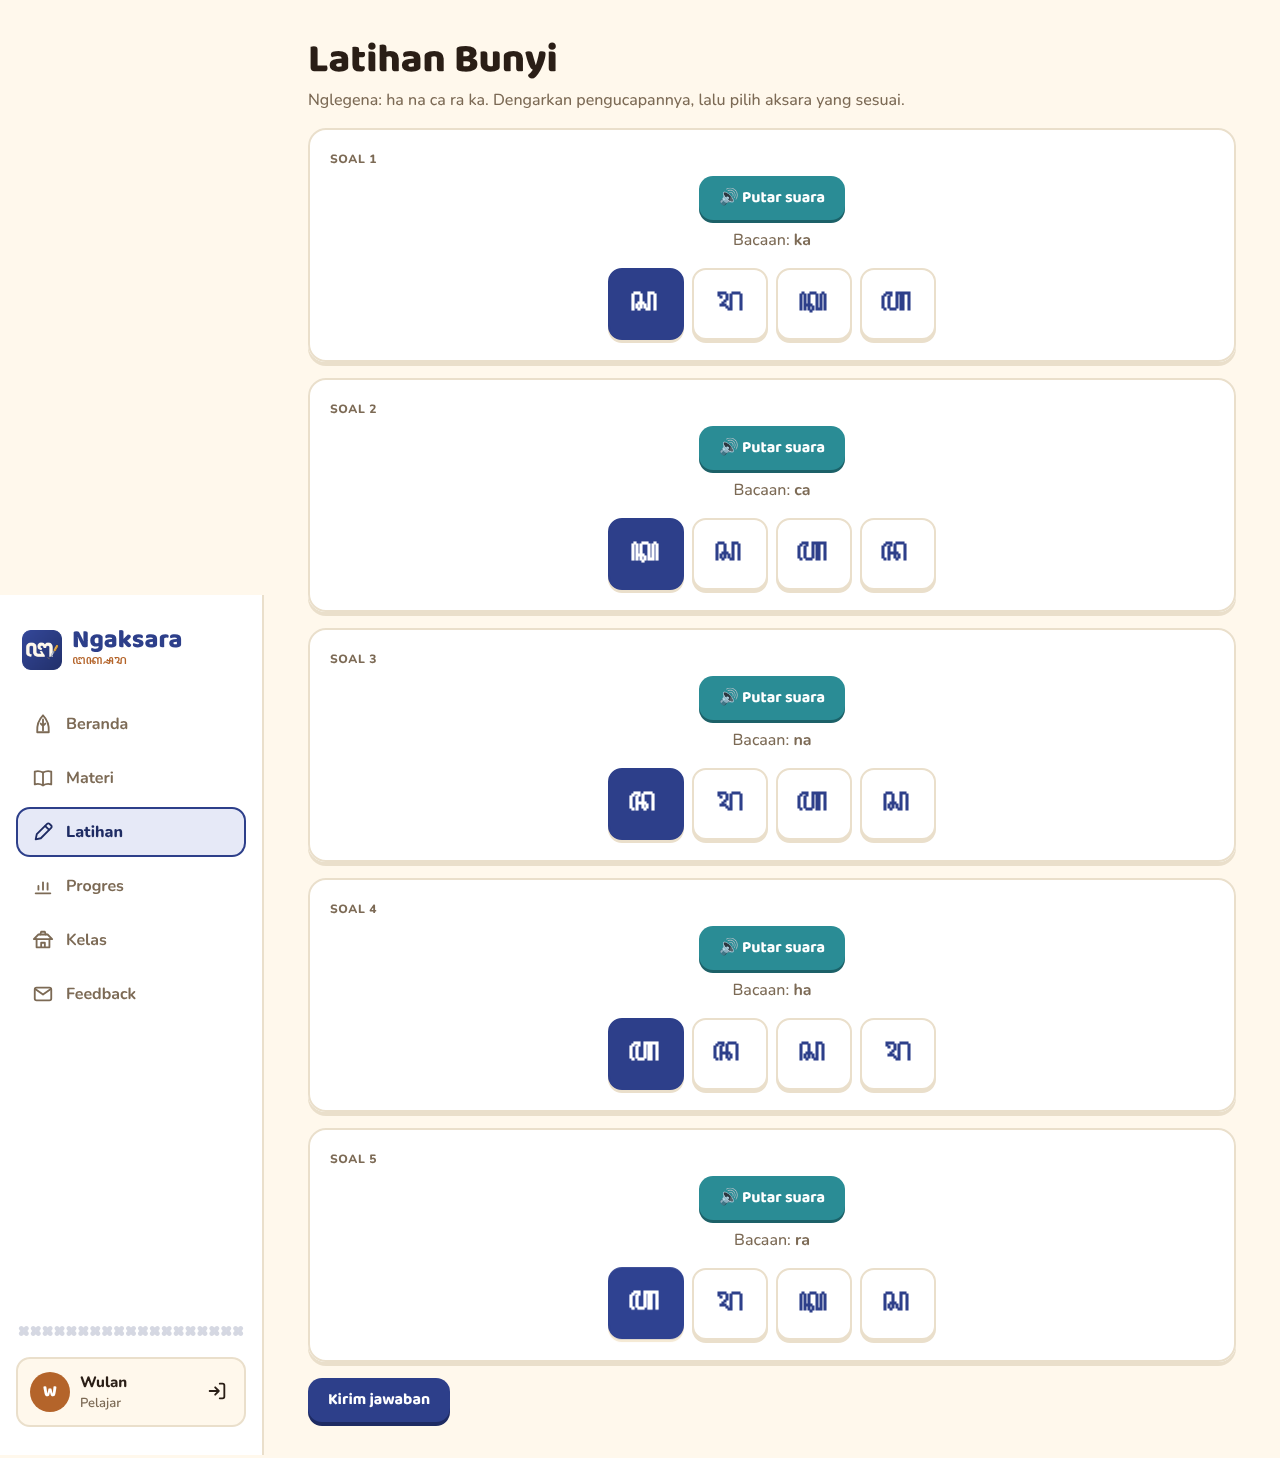 Latihan Bunyi
Nglegena: ha na ca ra ka. Dengarkan pengucapannya, lalu pilih aksara yang sesuai.
SOAL 1
🔊 Putar suara
Bacaan: ka
ꦏ ꦫ ꦕ ꦲ
SOAL 2
🔊 Putar suara
Bacaan: ca
ꦕ ꦏ ꦲ ꦤ
SOAL 3
🔊 Putar suara
Bacaan: na
ꦤ ꦫ ꦲ ꦏ
SOAL 4
🔊 Putar suara
Bacaan: ha
ꦲ ꦤ ꦏ ꦫ
SOAL 5
🔊 Putar suara
Bacaan: ra
ꦲ ꦫ ꦕ ꦏ
Kirim jawaban
Ngaksara
ꦔꦏ꧀ꦱꦫ
Beranda
Materi
Latihan
Progres
Kelas
Feedback
W
Wulan
Pelajar